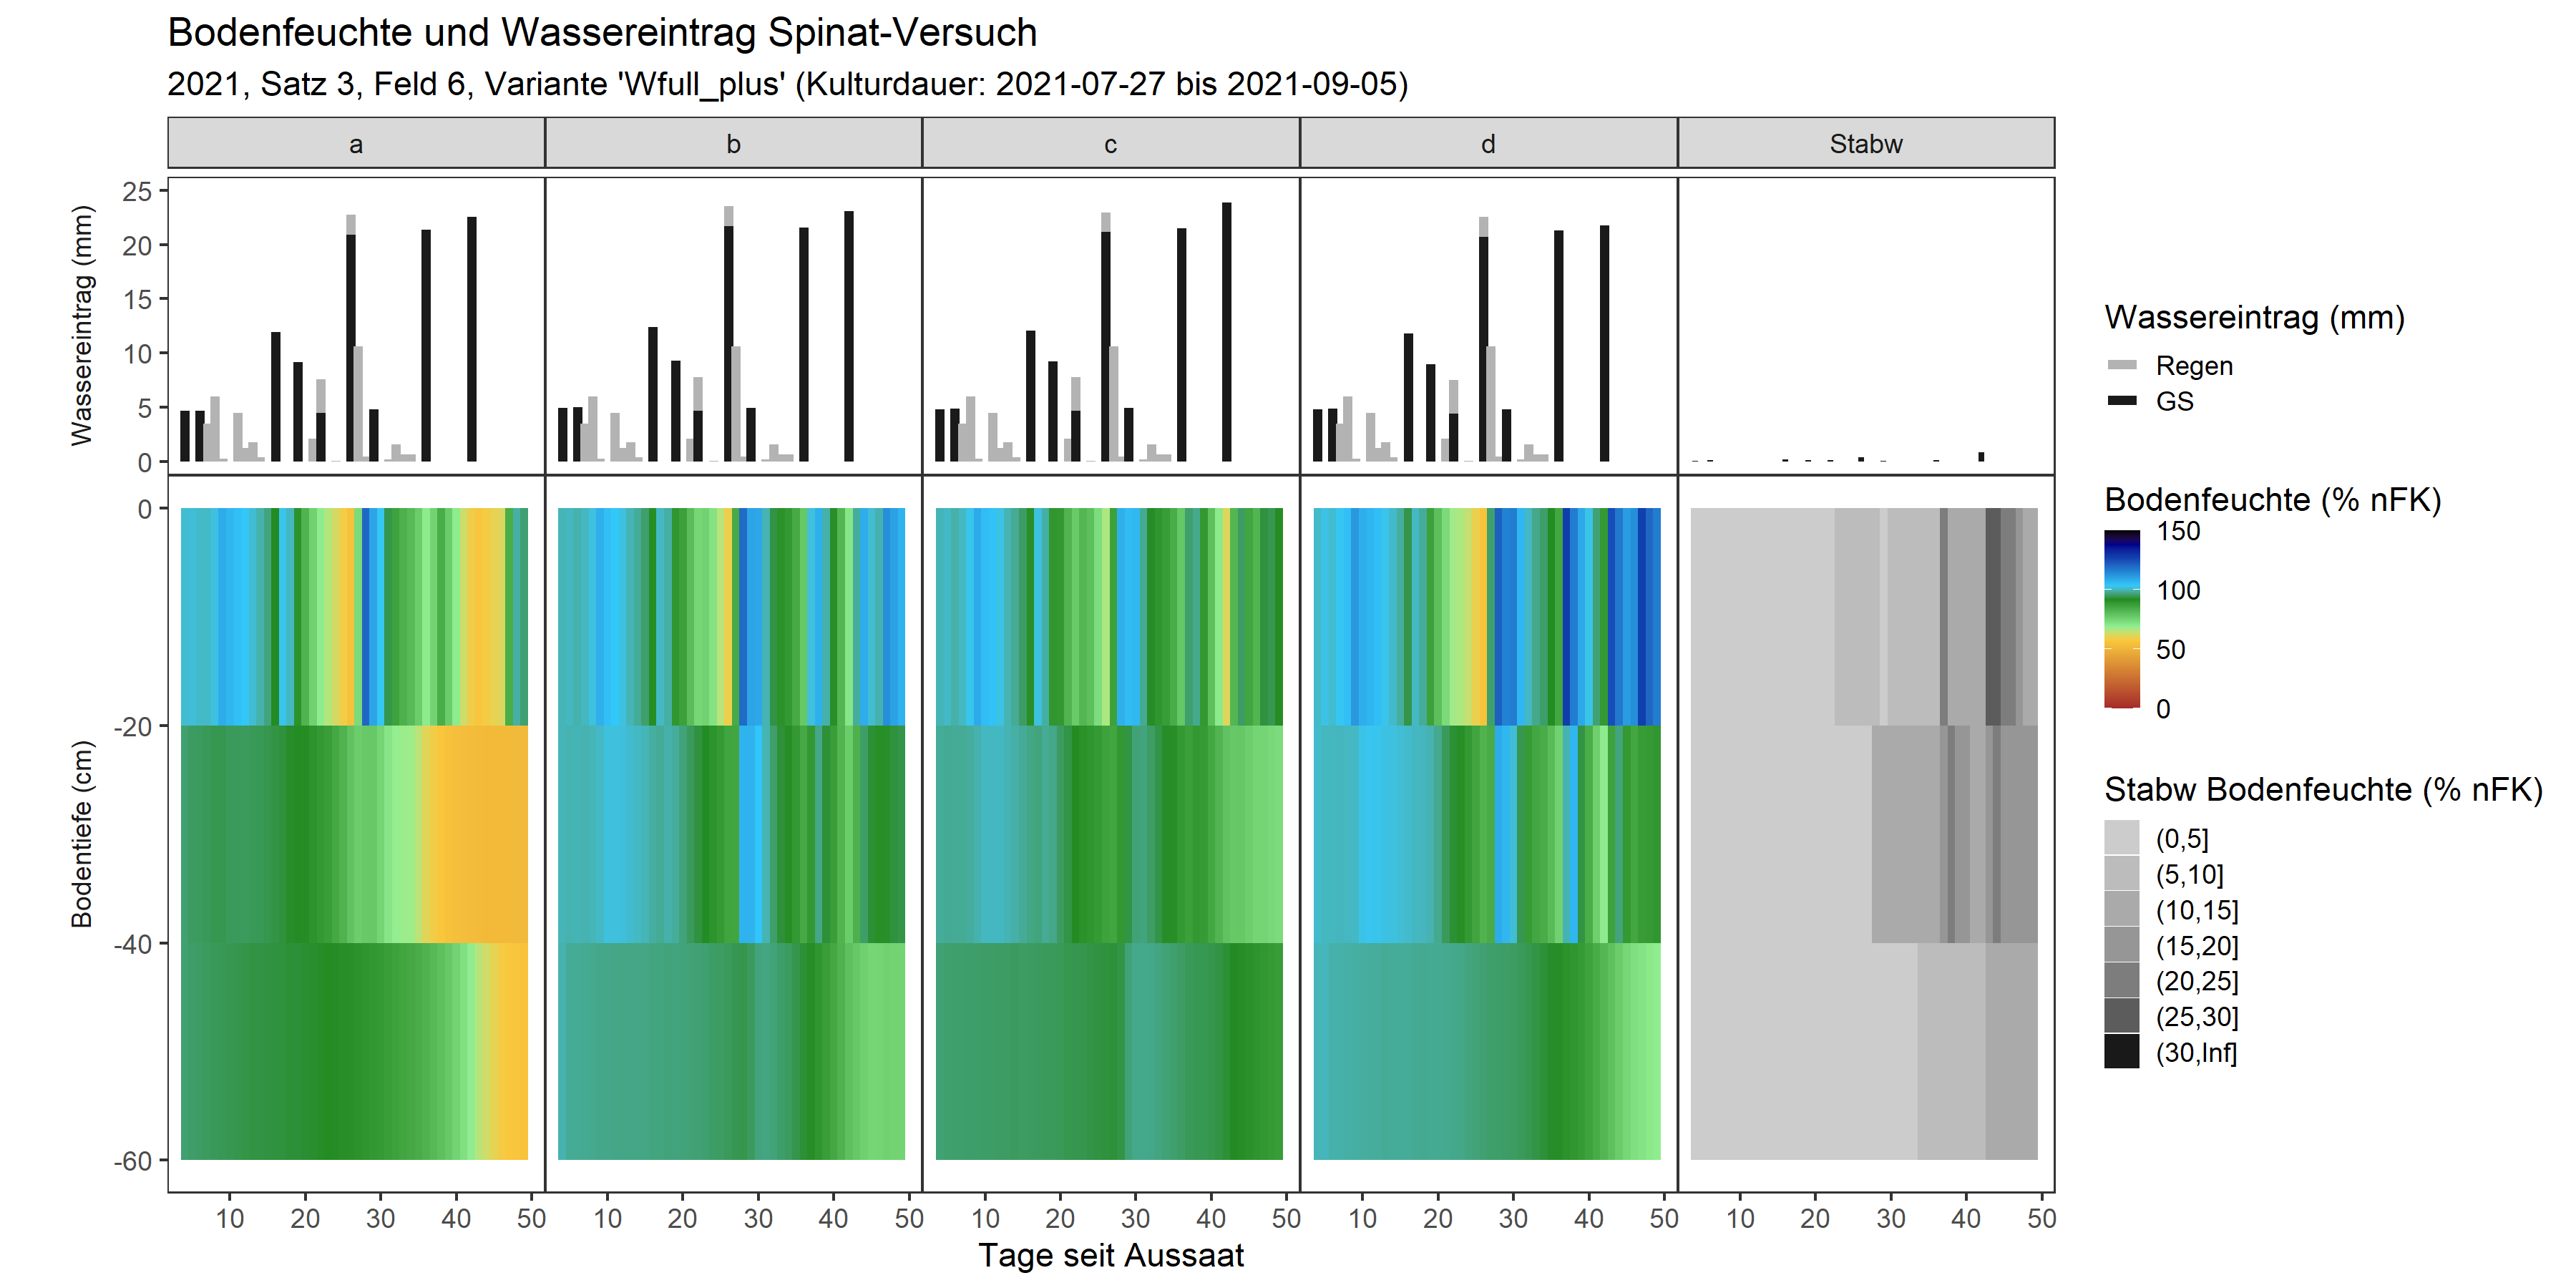 Bodenfeuchte und Wassereintrag Spinat-Versuch
2021, Satz 3, Feld 6, Variante 'Wfull_plus' (Kulturdauer: 2021-07-27 bis 2021-09-05)
a b c d Stabw
Wassereintrag (mm)
25
20
15
10
5
0
Bodentiefe (cm)
0
-20
-40
-60
10 20 30 40 50 10 20 30 40 50 10 20 30 40 50 10 20 30 40 50 10 20 30 40 50
Tage seit Aussaat
Wassereintrag (mm)
Regen
GS
Bodenfeuchte (% nFK)
150
100
50
0
Stabw Bodenfeuchte (% nFK)
(0,5]
(5,10]
(10,15]
(15,20]
(20,25]
(25,30]
(30,Inf]